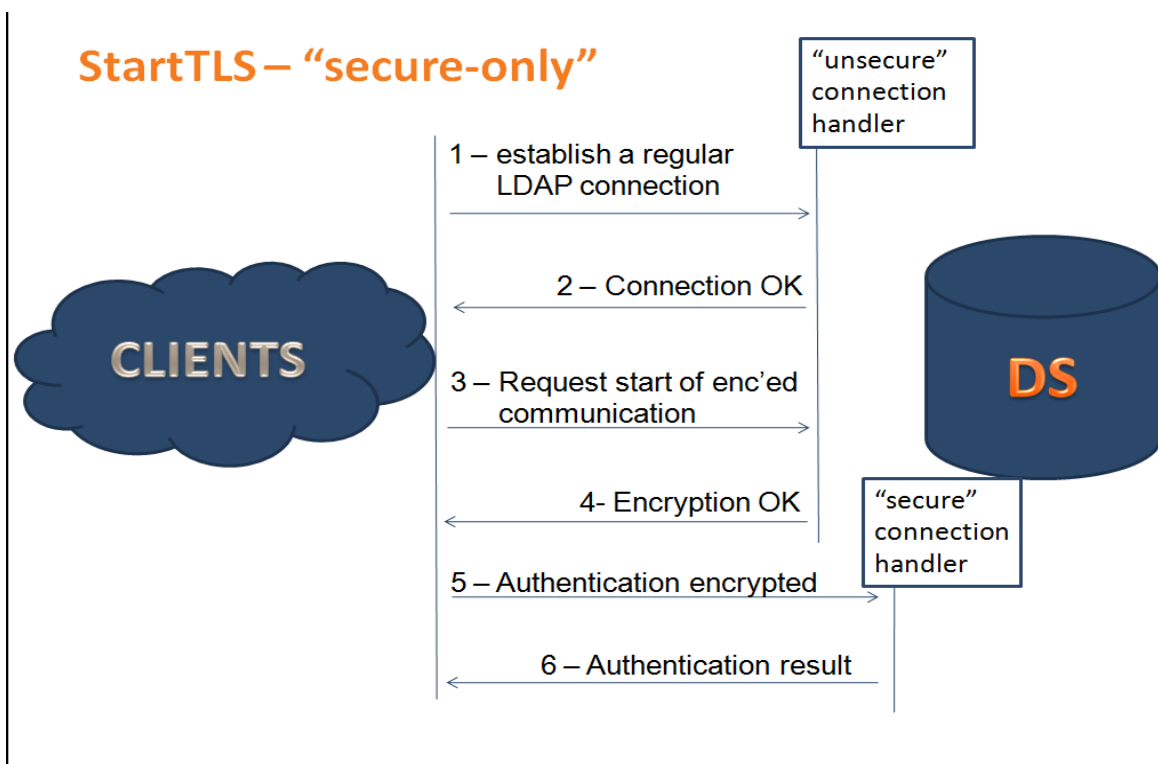 StartTLS – “secure-only”
“unsecure”
connection
handler
1 – establish a regular
LDAP connection
2 – Connection OK
CLIENTS
3 – Request start of enc’ed
communication
DS
4- Encryption OK
“secure”
connection
handler
5 – Authentication encrypted
6 – Authentication result